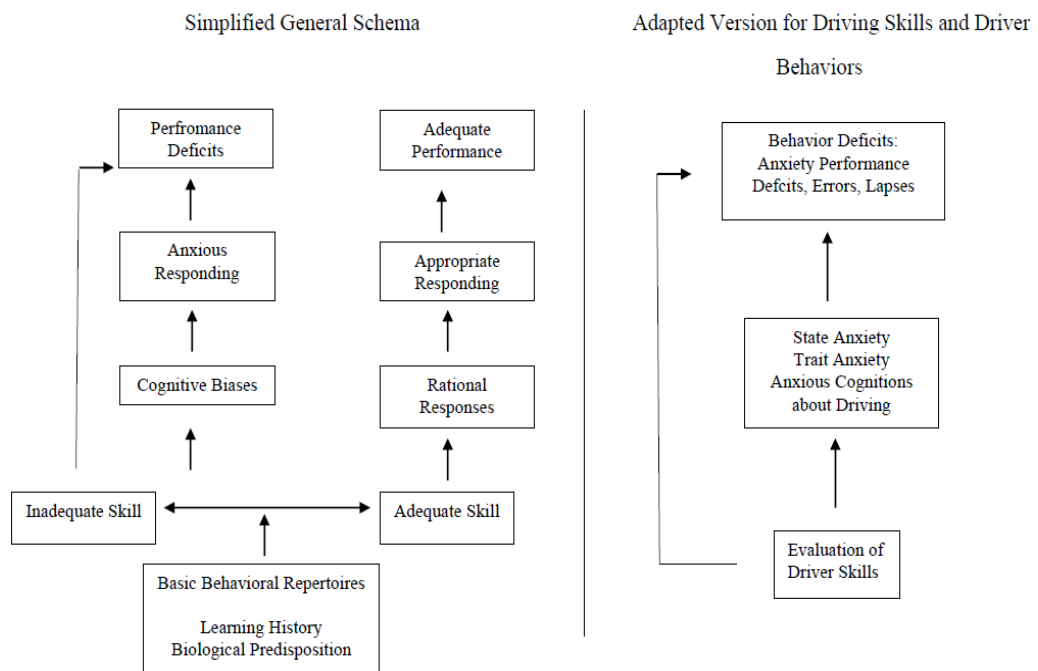 Simplified General Schema
Perfromance
Deficits
Adequate
Performance
Anxious
Responding
Appropriate
Responding
Cognitive Biases
Rational
Responses
Inadequate Skill
Adequate Skill
Basic Behavioral Repertoires
Learning History
Biological Predisposition
Adapted Version for Driving Skills and Driver
Behaviors
Behavior Deficits:
Anxiety Performance
Defcits, Errors, Lapses
State Anxiety
Trait Anxiety
Anxious Cognitions
about Driving
Evaluation of
Driver Skills